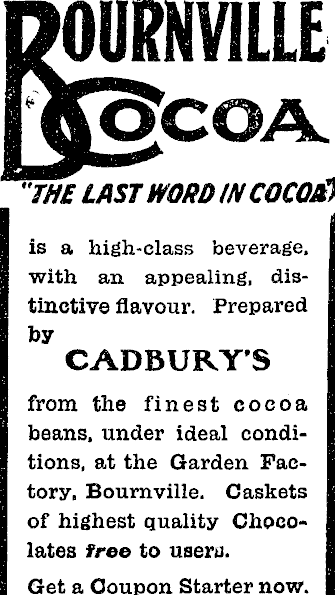 BOURNVILLE
COCOA
"THE LAST WORD IN COCOA"
is a high-class beverage,
with an appealing, dis-
tinctive flavour. Prepared
by
CADBURY'S
from the finest cocoa
beans, under ideal condi-
tions, at the Garden Fac-
tory, Bournville. Caskets
of highest quality Choco-
lates free to users.
Get a Coupon Starter now.